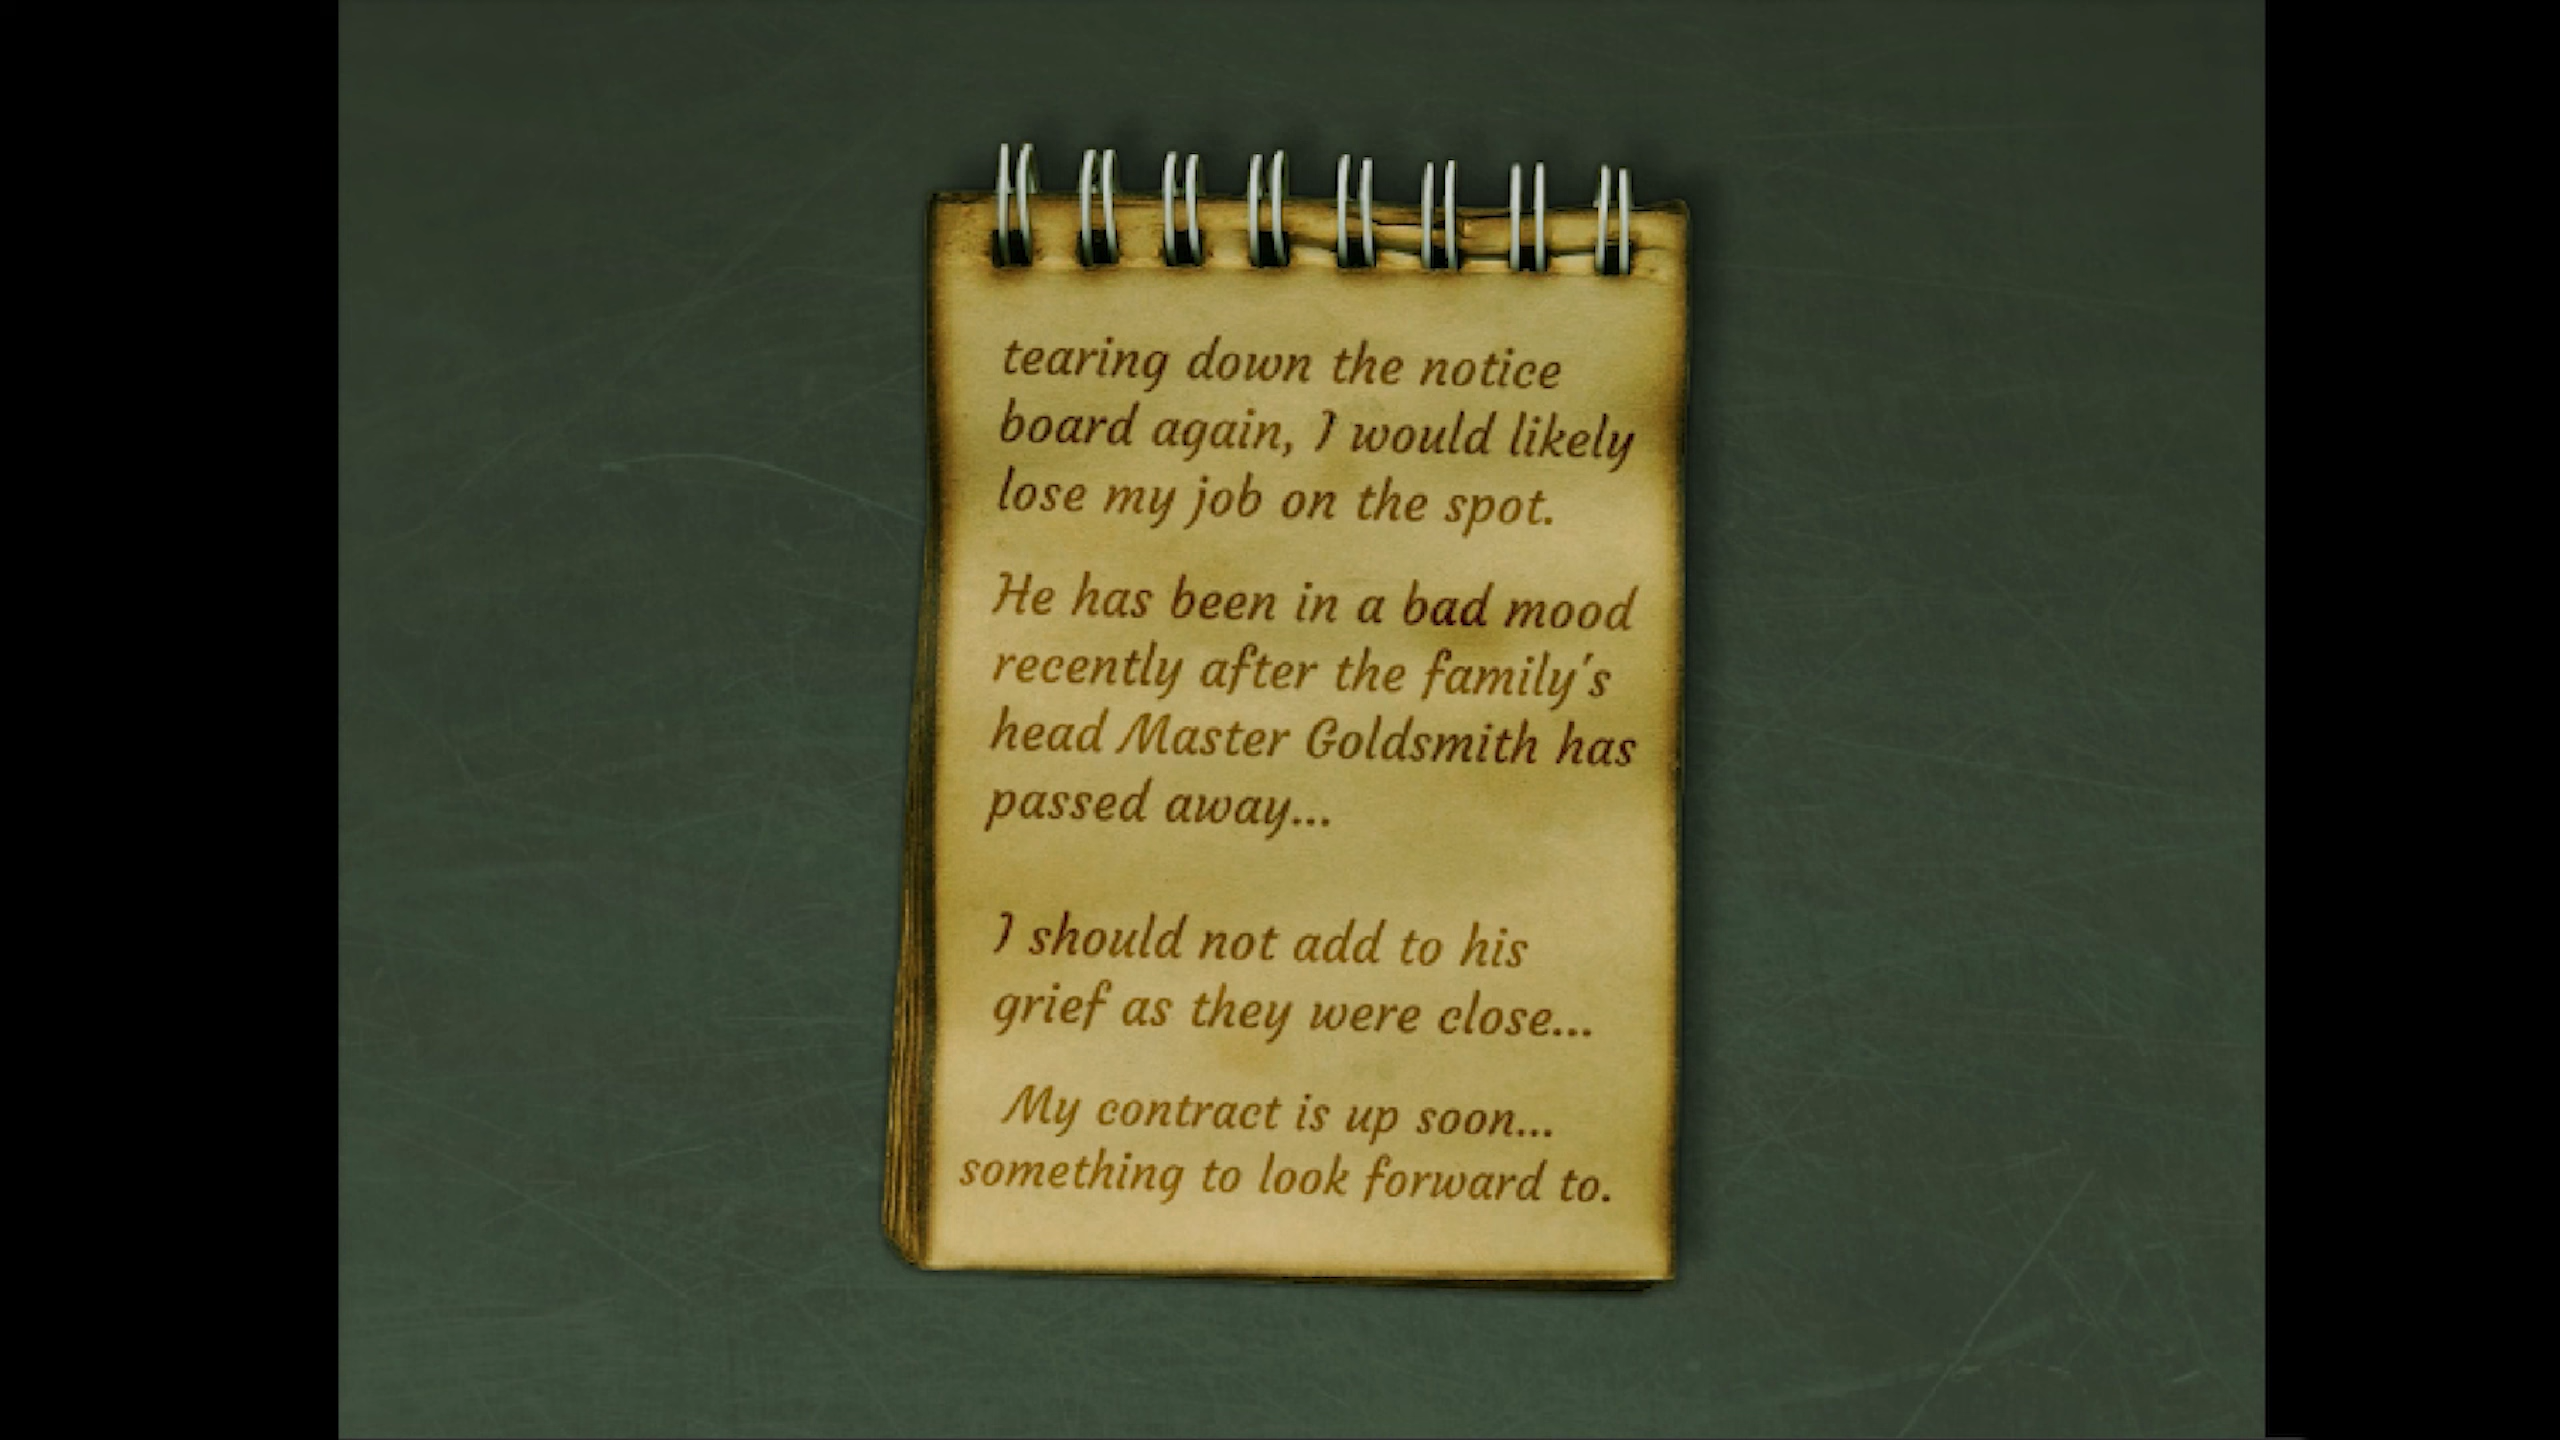 tearing down the notice
board again, I would likely
lose my job on the spot.
He has been in a bad mood
recently after the family's
head Master Goldsmith has
passed away...
I should not add to his
grief as they were close...
My contract is up soon...
something to look forward to.